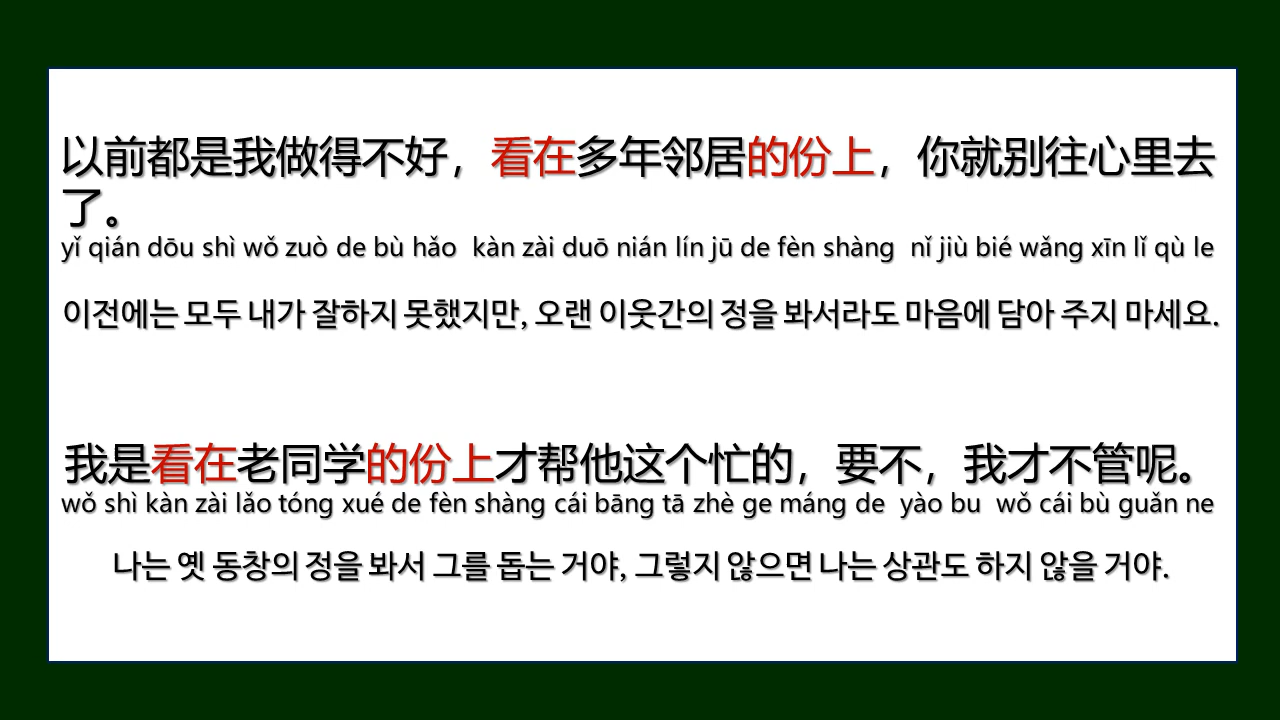 以前都是我做得不好，看在多年邻居的份上，你就别往心里去
了。
yǐ qián dōu shì wǒ zuò de bù hǎo  kàn zài duō nián lín jū de fèn shàng  nǐ jiù bié wǎng xīn lǐ qù le
이전에는 모두 내가 잘하지 못했지만, 오랜 이웃간의 정을 봐서라도 마음에 담아 주지 마세요.
我是看在老同学的份上才帮他这个忙的，要不，我才不管呢。
wǒ shì kàn zài lǎo tóng xué de fèn shàng cái bāng tā zhè ge máng de  yào bu  wǒ cái bù guǎn ne
나는 옛 동창의 정을 봐서 그를 돕는 거야, 그렇지 않으면 나는 상관도 하지 않을 거야.